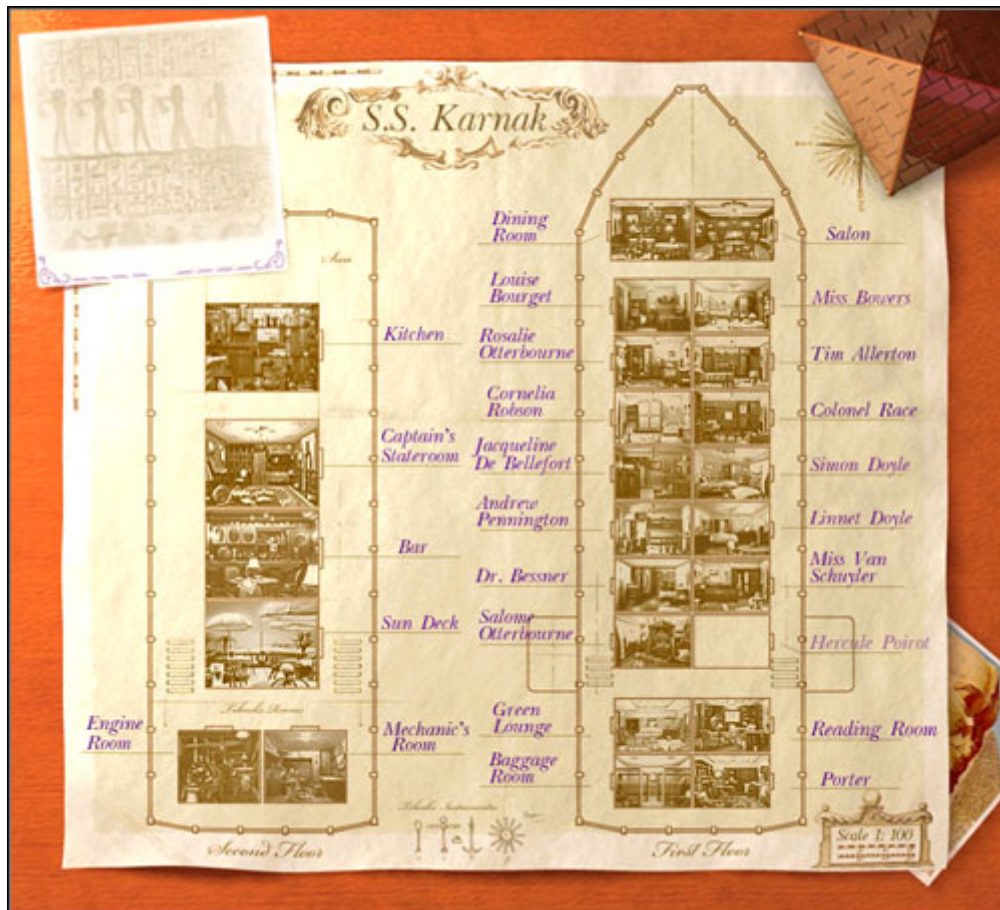 S.S. Karnak
Dining
Room
Salon
Louise
Bourget
Miss Bowers
Kitchen
Rosalie
Otterbourne
Tim Allerton
Cornelia
Robson
Colonel Race
Captain's
Stateroom
Jacqueline
De Bellefort
Simon Doyle
Andrew
Pennington
Linnet Doyle
Bar
Dr. Bessner
Miss Van
Schuyler
Sun Deck
Salome
Otterbourne
Hercule Poirot
Engine
Room
Mechanic's
Room
Green
Lounge
Reading Room
Baggage
Room
Porter
Scale 1: 100
Second Floor
First Floor